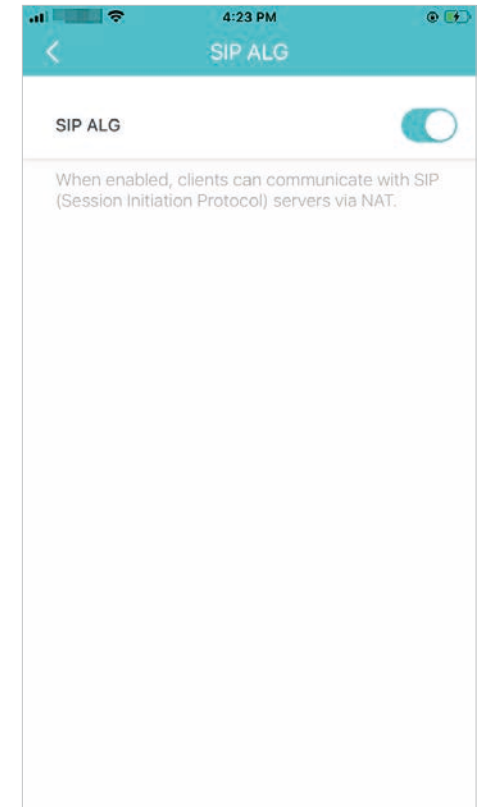 4:23 PM
SIP ALG
SIP ALG
When enabled, clients can communicate with SIP
(Session Initiation Protocol) servers via NAT.